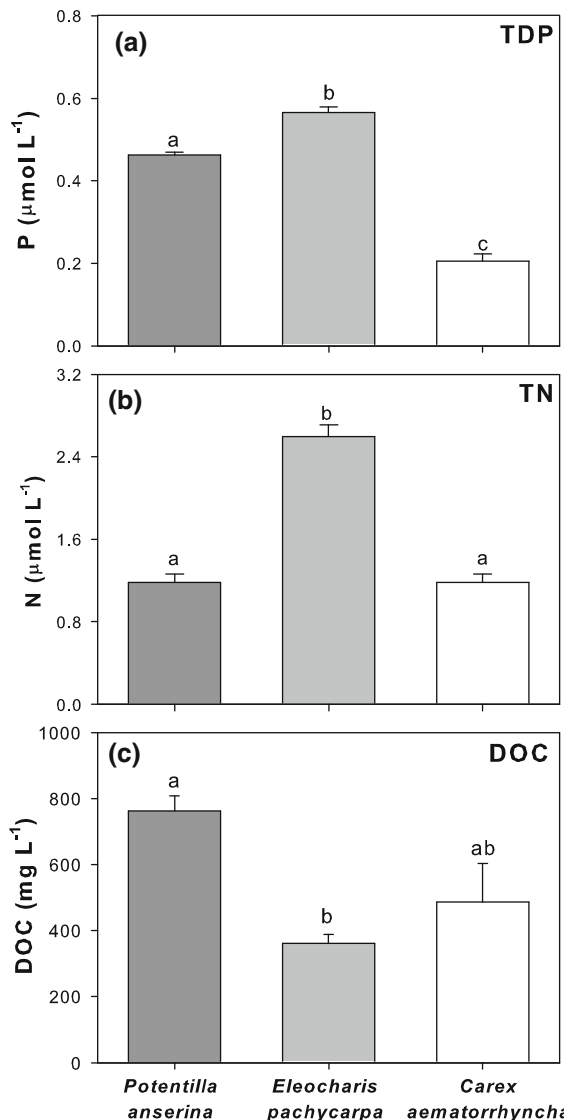 (a) TDP
0.8
0.6
0.4
0.2
0.0
P (μmol L⁻¹)
a
b
c
(b) TN
3.2
2.4
1.6
0.8
0.0
N (μmol L⁻¹)
a
b
a
(c) DOC
1000
800
600
400
200
0
DOC (mg L⁻¹)
a
b
ab
Potentilla Eleocharis Carex
anserina pachycarpa aematorrhyncha